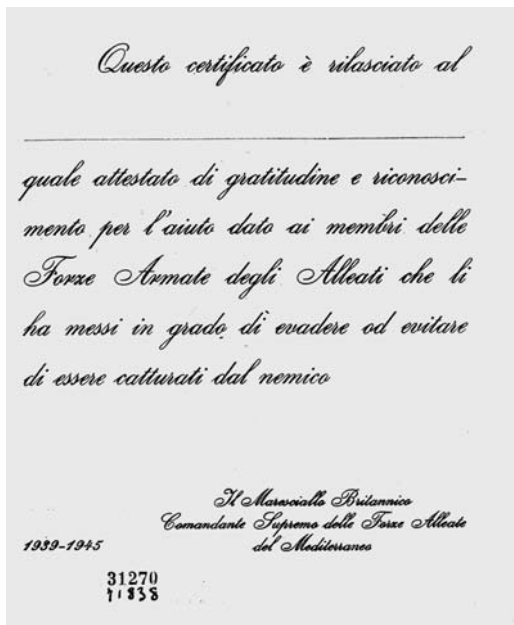 Questo certificato è rilasciato al
quale attestato di gratitudine e riconosci-
mento per l'aiuto dato ai membri delle
Forze Armate degli Alleati che li
ha messi in grado di evadere od evitare
di essere catturati dal nemico
Il Maresciallo Britannico
Comandante Supremo delle Forze Alleate
del Mediterraneo
1939-1945
31270
71838